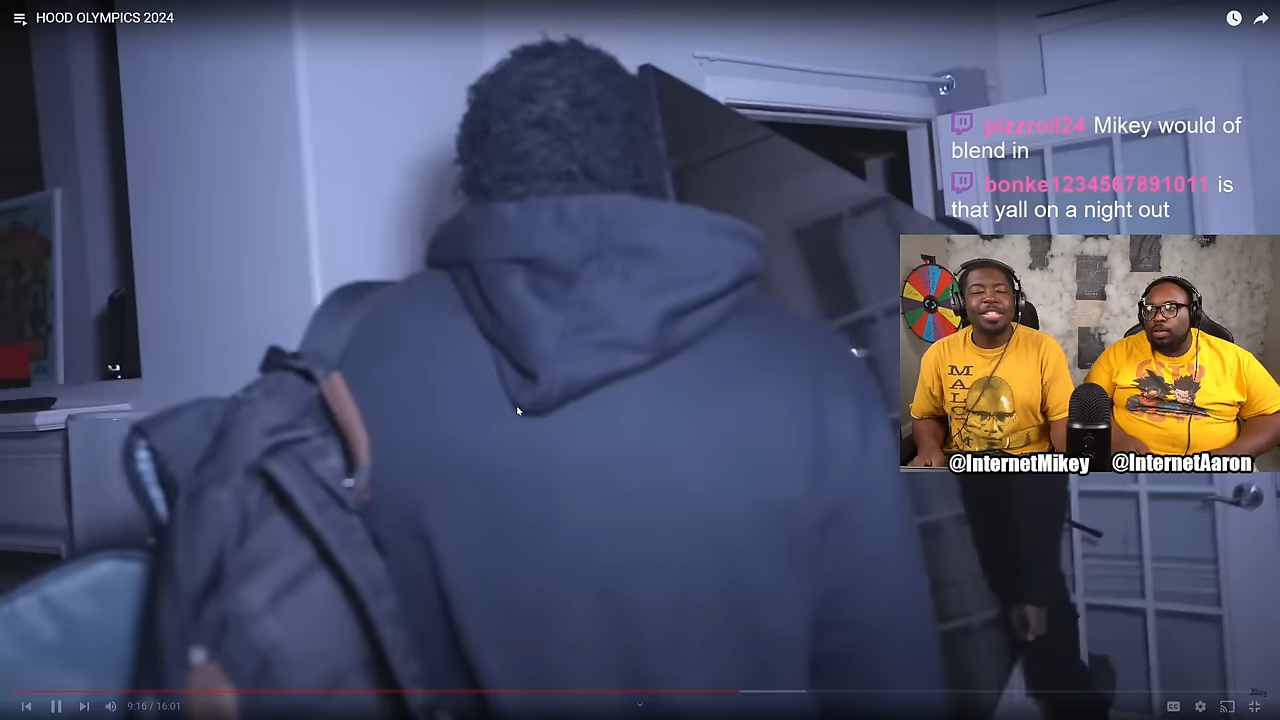 HOOD OLYMPICS 2024
pizzroll24 Mikey would of
blend in
bonke1234567891011 is
that yall on a night out
MALC
@InternetMikey @InternetAaron
9:16 / 16:01